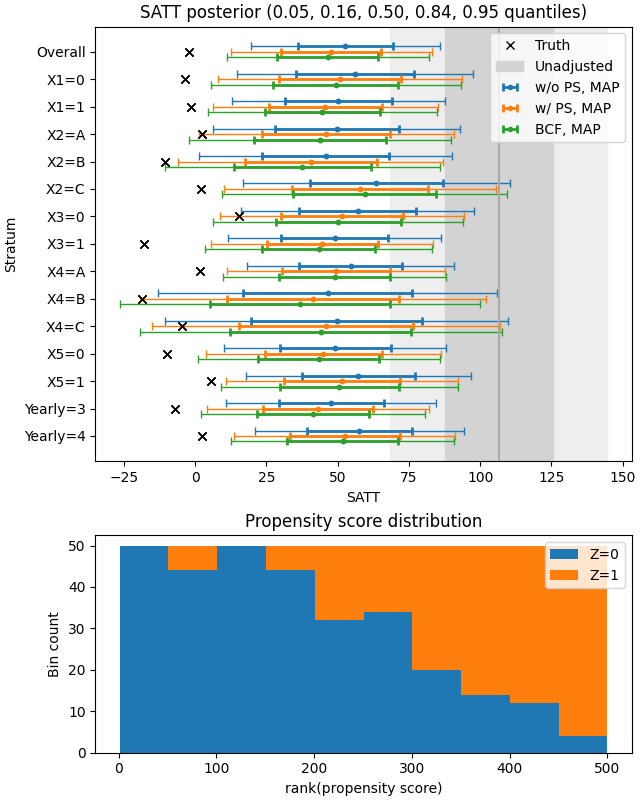 SATT posterior (0.05, 0.16, 0.50, 0.84, 0.95 quantiles)
Truth
Unadjusted
w/o PS, MAP
w/ PS, MAP
BCF, MAP
Stratum
Overall
X1=0
X1=1
X2=A
X2=B
X2=C
X3=0
X3=1
X4=A
X4=B
X4=C
X5=0
X5=1
Yearly=3
Yearly=4
−25 0 25 50 75 100 125 150
SATT
Propensity score distribution
Z=0
Z=1
Bin count
50
40
30
20
10
0
0 100 200 300 400 500
rank(propensity score)